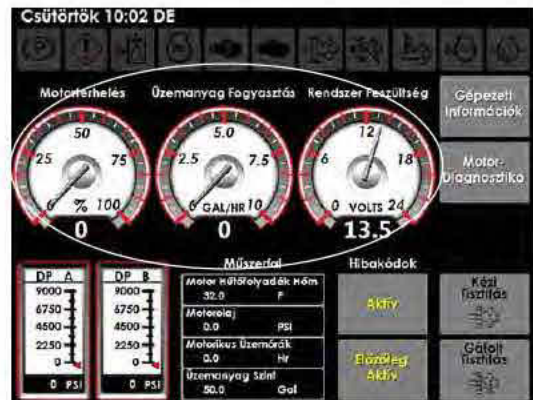 Csütörtök 10:02 DE
Motorterhelés Üzemanyag Fogyasztás Rendszer Feszültség
Gépezeti Információk
50 5.0 12
25 75 2.5 7.5 6 18
Motor-
Diagnosztika
0 % 100 0 GAL/HR 10 0 VOLTS 24
0 0 13.5
Műszerfal Hibakódok
DP A DP B
9000 9000
6750 6750
4500 4500
2250 2250
0 0
0 PSI 0 PSI
Motor Hűtőfolyadék Hőm
32.0 F
Motorolaj
0.0 PSI
Motorikus Üzemórák
0.0 Hr
Üzemanyag Szint
50.0 Gal
Aktív
Előzőleg
Aktív
Kézi
Tisztítás
Gátolt
Tisztítás